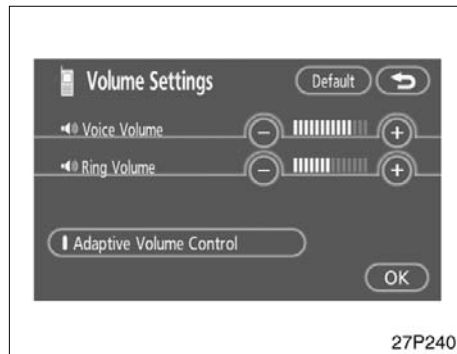 Volume Settings
Default
Voice Volume
Ring Volume
Adaptive Volume Control
OK
27P240